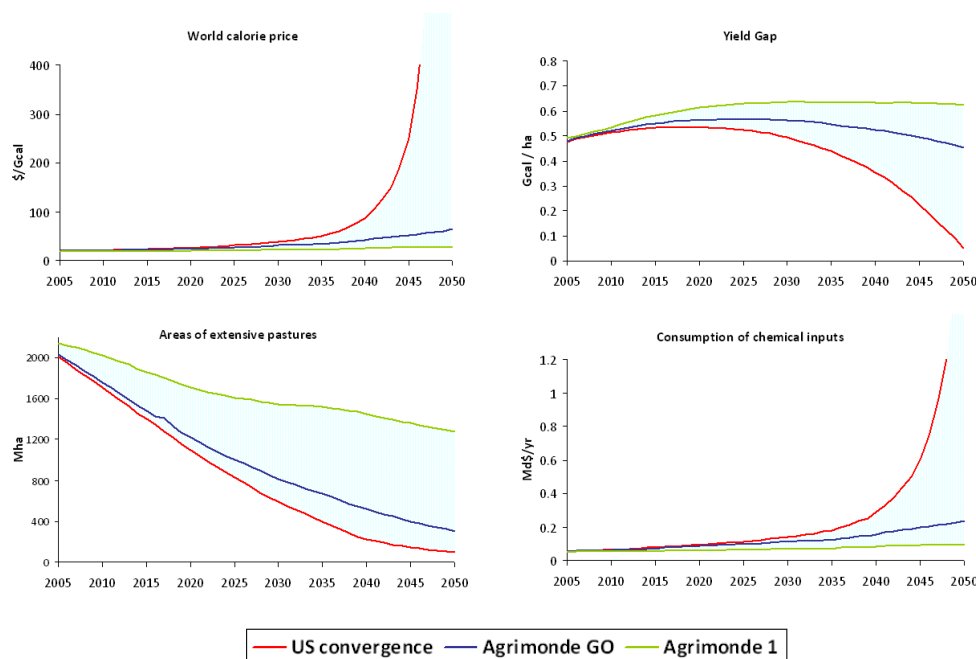 World calorie price
$/Gcal
400
300
200
100
0
2005 2010 2015 2020 2025 2030 2035 2040 2045 2050
Yield Gap
Gcal / ha
0.8
0.7
0.6
0.5
0.4
0.3
0.2
0.1
0
2005 2010 2015 2020 2025 2030 2035 2040 2045 2050
Areas of extensive pastures
Mha
2000
1600
1200
800
400
0
2005 2010 2015 2020 2025 2030 2035 2040 2045 2050
Consumption of chemical inputs
Md$/yr
1.2
1
0.8
0.6
0.4
0.2
0
2005 2010 2015 2020 2025 2030 2035 2040 2045 2050
US convergence Agrimonde GO Agrimonde 1